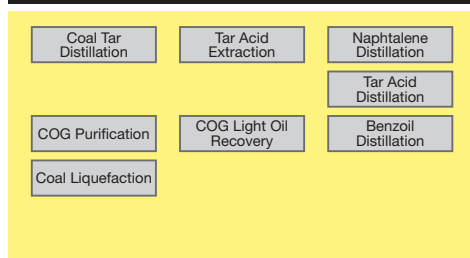 Coal Tar
Distillation
Tar Acid
Extraction
Naphtalene
Distillation
Tar Acid
Distillation
COG Purification
COG Light Oil
Recovery
Benzoil
Distillation
Coal Liquefaction